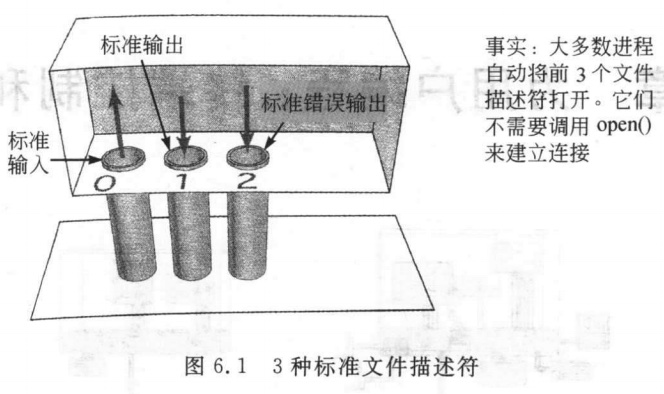 标准输出
标准错误输出
标准
输入
0 1 2
事实：大多数进程
自动将前 3 个文件
描述符打开。它们
不需要调用 open()
来建立连接
图 6.1 3 种标准文件描述符